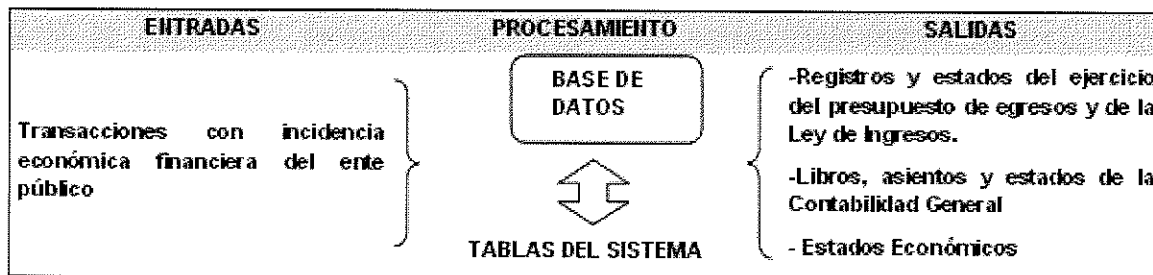 ENTRADAS
PROCESAMIENTO
SALIDAS
Transacciones con incidencia
económica financiera del ente
público
BASE DE
DATOS
TABLAS DEL SISTEMA
-Registros y estados del ejercicio
del presupuesto de egresos y de la
Ley de Ingresos.
-Libros, asientos y estados de la
Contabilidad General
- Estados Económicos